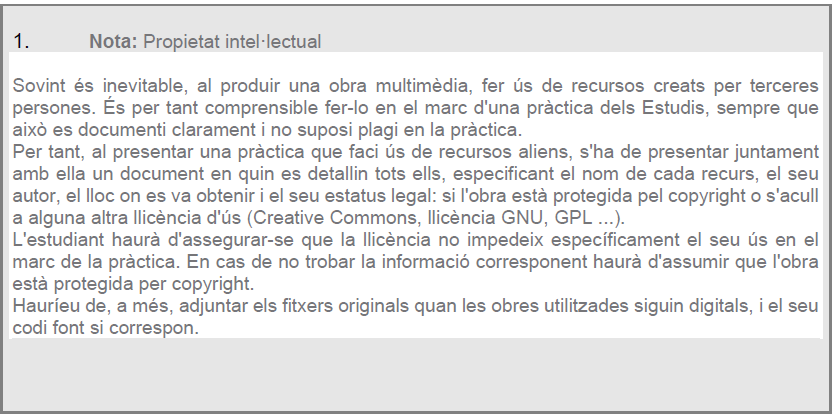 1. Nota: Propietat intel·lectual
Sovint és inevitable, al produir una obra multimèdia, fer ús de recursos creats per terceres
persones. És per tant comprensible fer-lo en el marc d'una pràctica dels Estudis, sempre que
això es documenti clarament i no suposi plagi en la pràctica.
Per tant, al presentar una pràctica que faci ús de recursos aliens, s'ha de presentar juntament
amb ella un document en quin es detallin tots ells, especificant el nom de cada recurs, el seu
autor, el lloc on es va obtenir i el seu estatus legal: si l'obra està protegida pel copyright o s'acull
a alguna altra llicència d'ús (Creative Commons, llicència GNU, GPL ...).
L'estudiant haurà d'assegurar-se que la llicència no impedeix específicament el seu ús en el
marc de la pràctica. En cas de no trobar la informació corresponent haurà d'assumir que l'obra
està protegida per copyright.
Hauríeu de, a més, adjuntar els fitxers originals quan les obres utilitzades siguin digitals, i el seu
codi font si correspon.